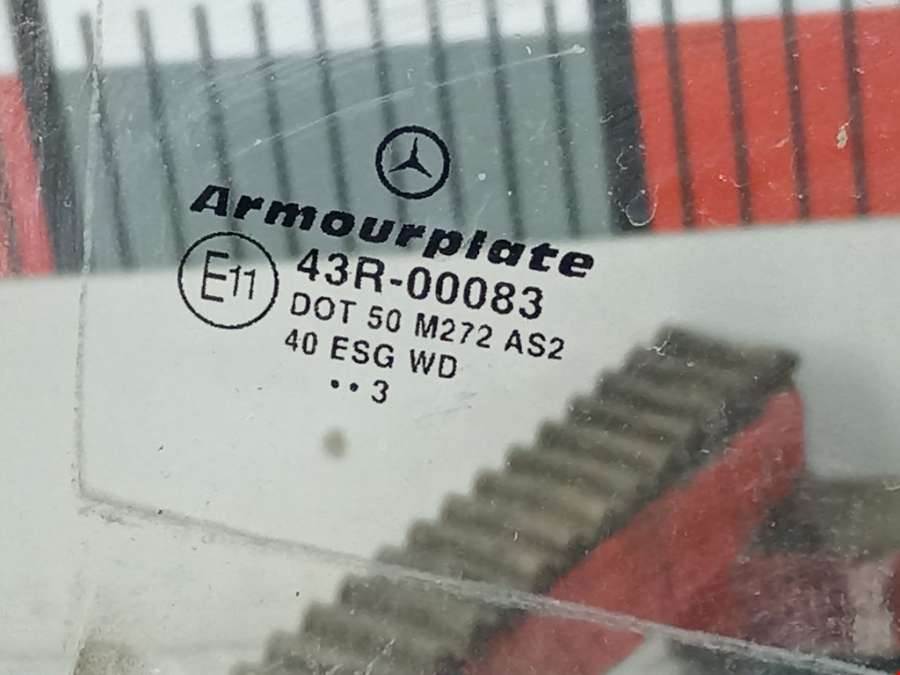 Armourplate
E11 43R-00083
DOT 50 M272 AS2
40 ESG WD
•• 3